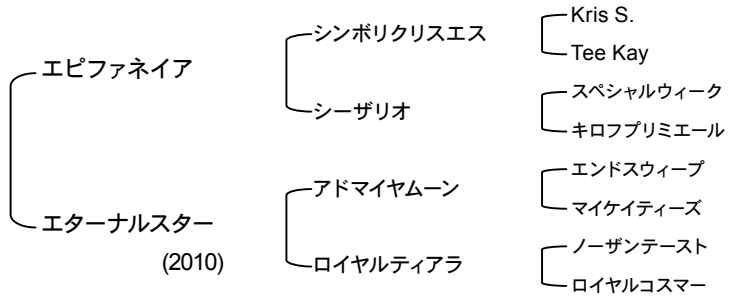 エピファネイア
シンボリクリスエス
Kris S.
Tee Kay
シーザリオ
スペシャルウィーク
キロフプリミエール
エターナルスター
(2010)
アドマイヤムーン
エンドスウィープ
マイケイティーズ
ロイヤルティアラ
ノーザンテースト
ロイヤルコスマー